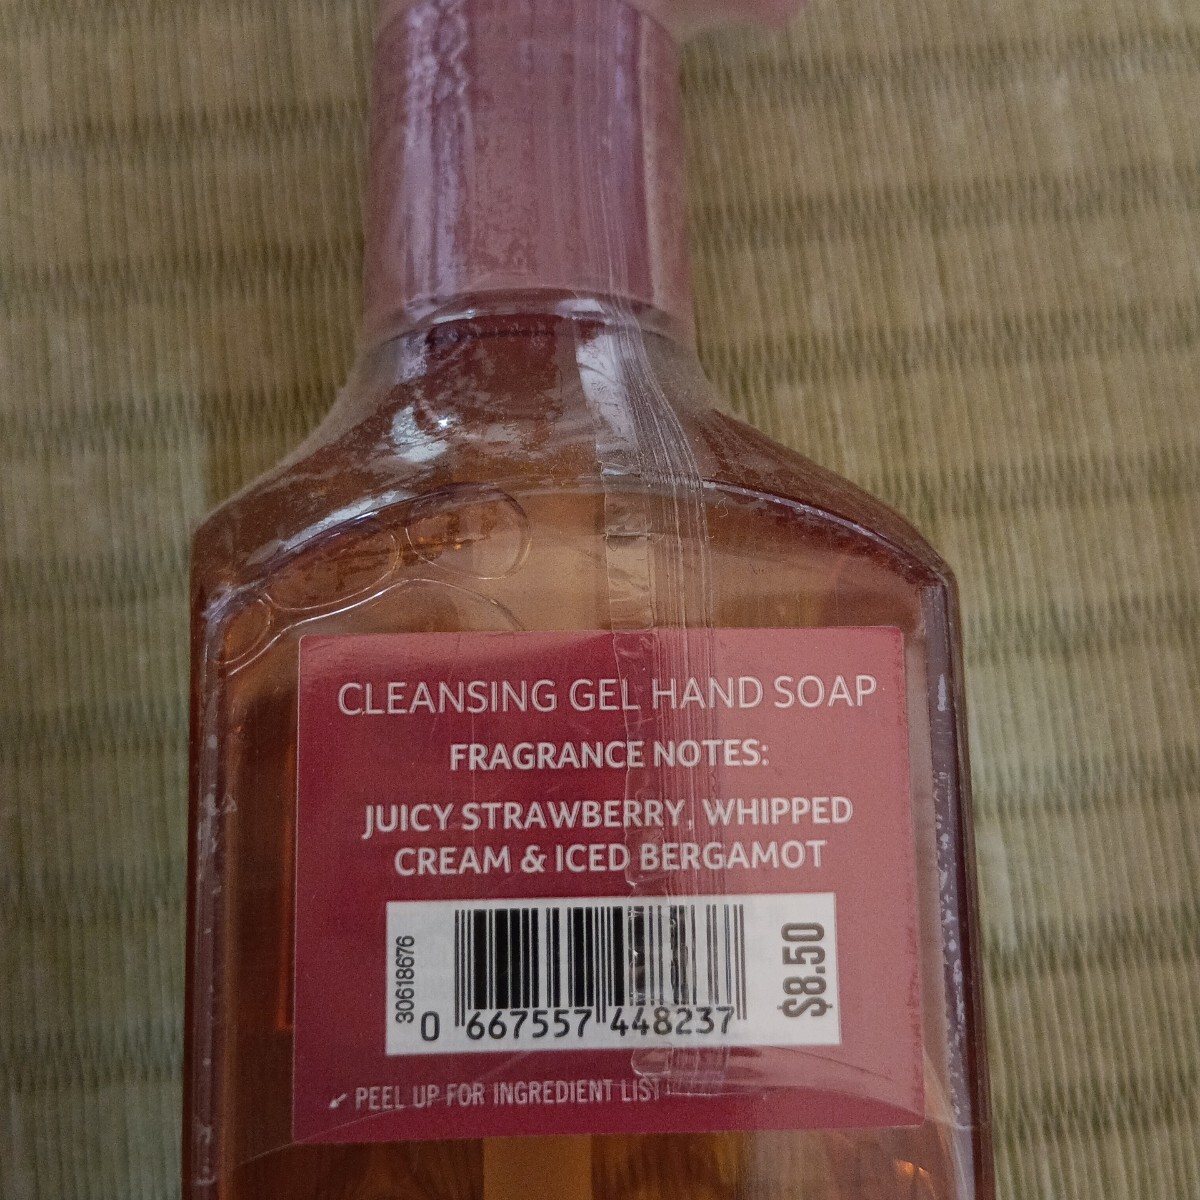 CLEANSING GEL HAND SOAP
FRAGRANCE NOTES:
JUICY STRAWBERRY, WHIPPED
CREAM & ICED BERGAMOT
30618676
$8.50
0 667557 448237
↙ PEEL UP FOR INGREDIENT LIST